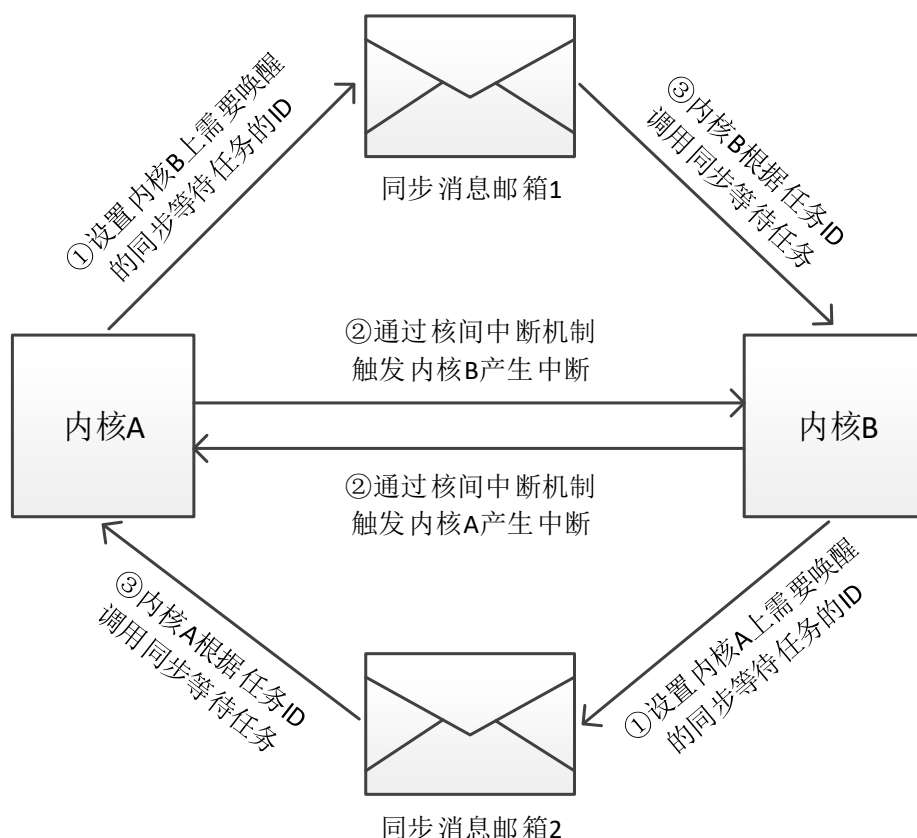 ①设置内核B上需要唤醒
的同步等待任务的ID
同步消息邮箱1
③内核B根据任务ID
调用同步等待任务
②通过核间中断机制
触发内核B产生中断
内核A
内核B
②通过核间中断机制
触发内核A产生中断
③内核A根据任务ID
调用同步等待任务
①设置内核A上需要唤醒
的同步等待任务的ID
同步消息邮箱2